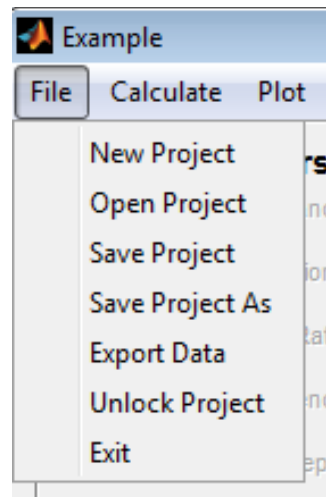 Example
File Calculate Plot
New Project
Open Project
Save Project
Save Project As
Export Data
Unlock Project
Exit